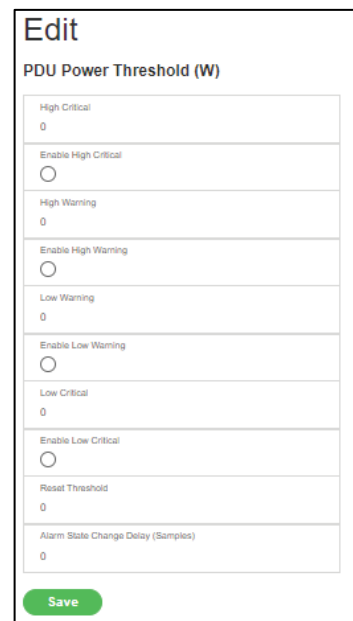 Edit
PDU Power Threshold (W)
High Critical
0
Enable High Critical
High Warning
0
Enable High Warning
Low Warning
0
Enable Low Warning
Low Critical
0
Enable Low Critical
Reset Threshold
0
Alarm State Change Delay (Samples)
0
Save